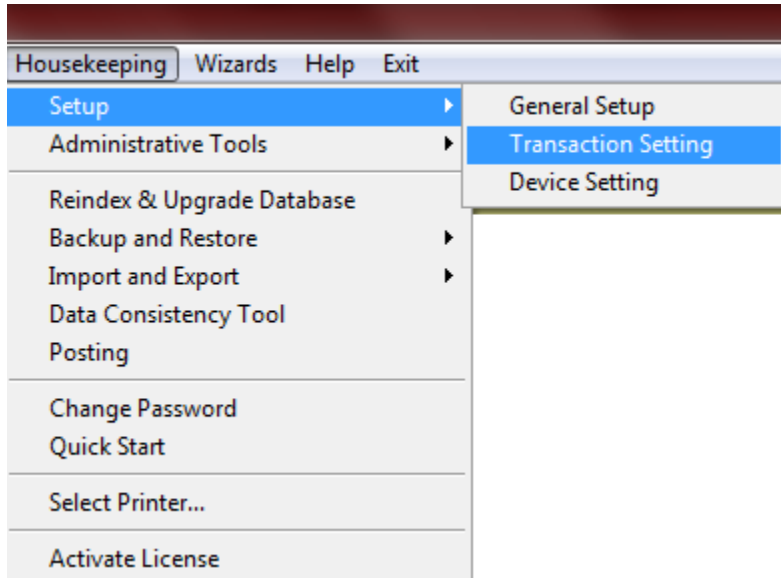 Housekeeping Wizards Help Exit
Setup
Administrative Tools
Reindex & Upgrade Database
Backup and Restore
Import and Export
Data Consistency Tool
Posting
Change Password
Quick Start
Select Printer...
Activate License
General Setup
Transaction Setting
Device Setting